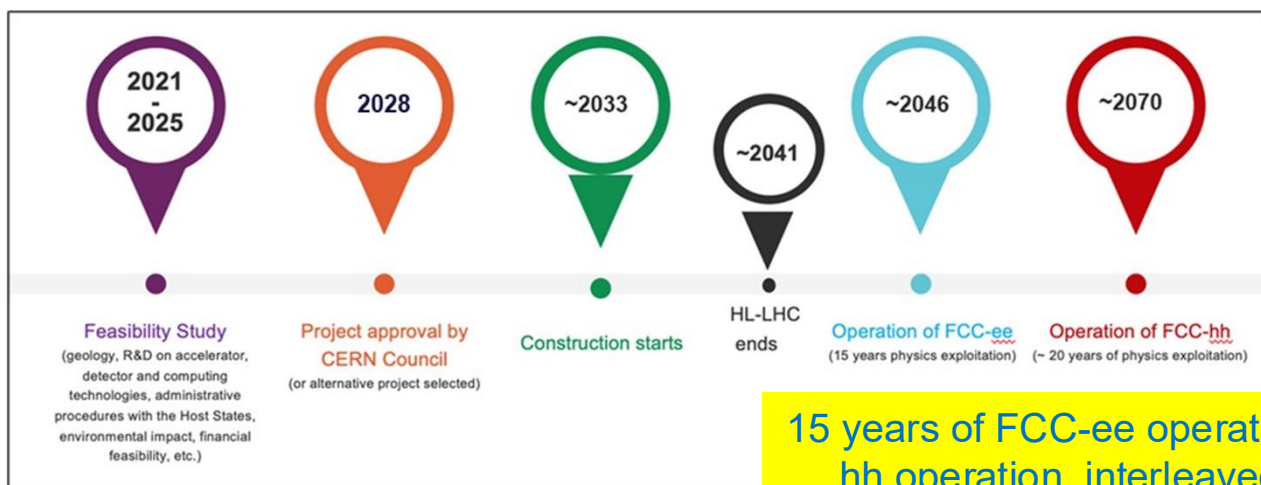 2021
-
2025
2028
~2033
~2041
~2046
~2070
Feasibility Study
(geology, R&D on accelerator,
detector and computing
technologies, administrative
procedures with the Host States,
environmental impact, financial
feasibility, etc.)
Project approval by
CERN Council
(or alternative project selected)
Construction starts
HL-LHC
ends
Operation of FCC-ee
(15 years physics exploitation)
Operation of FCC-hh
(~ 20 years of physics exploitation)
15 years of FCC-ee
hh operation, interleaved